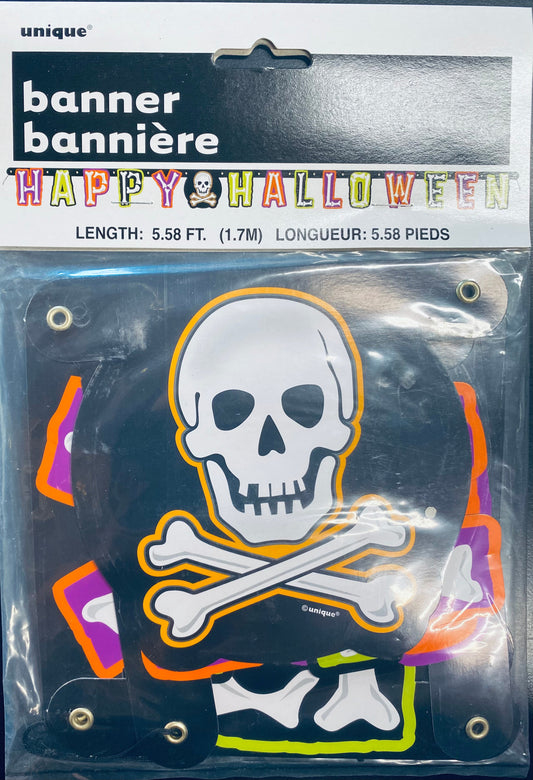 unique®
banner
bannière
HAPPY HALLOWEEN
LENGTH: 5.58 FT. (1.7M) LONGUEUR: 5.58 PIEDS
©unique®